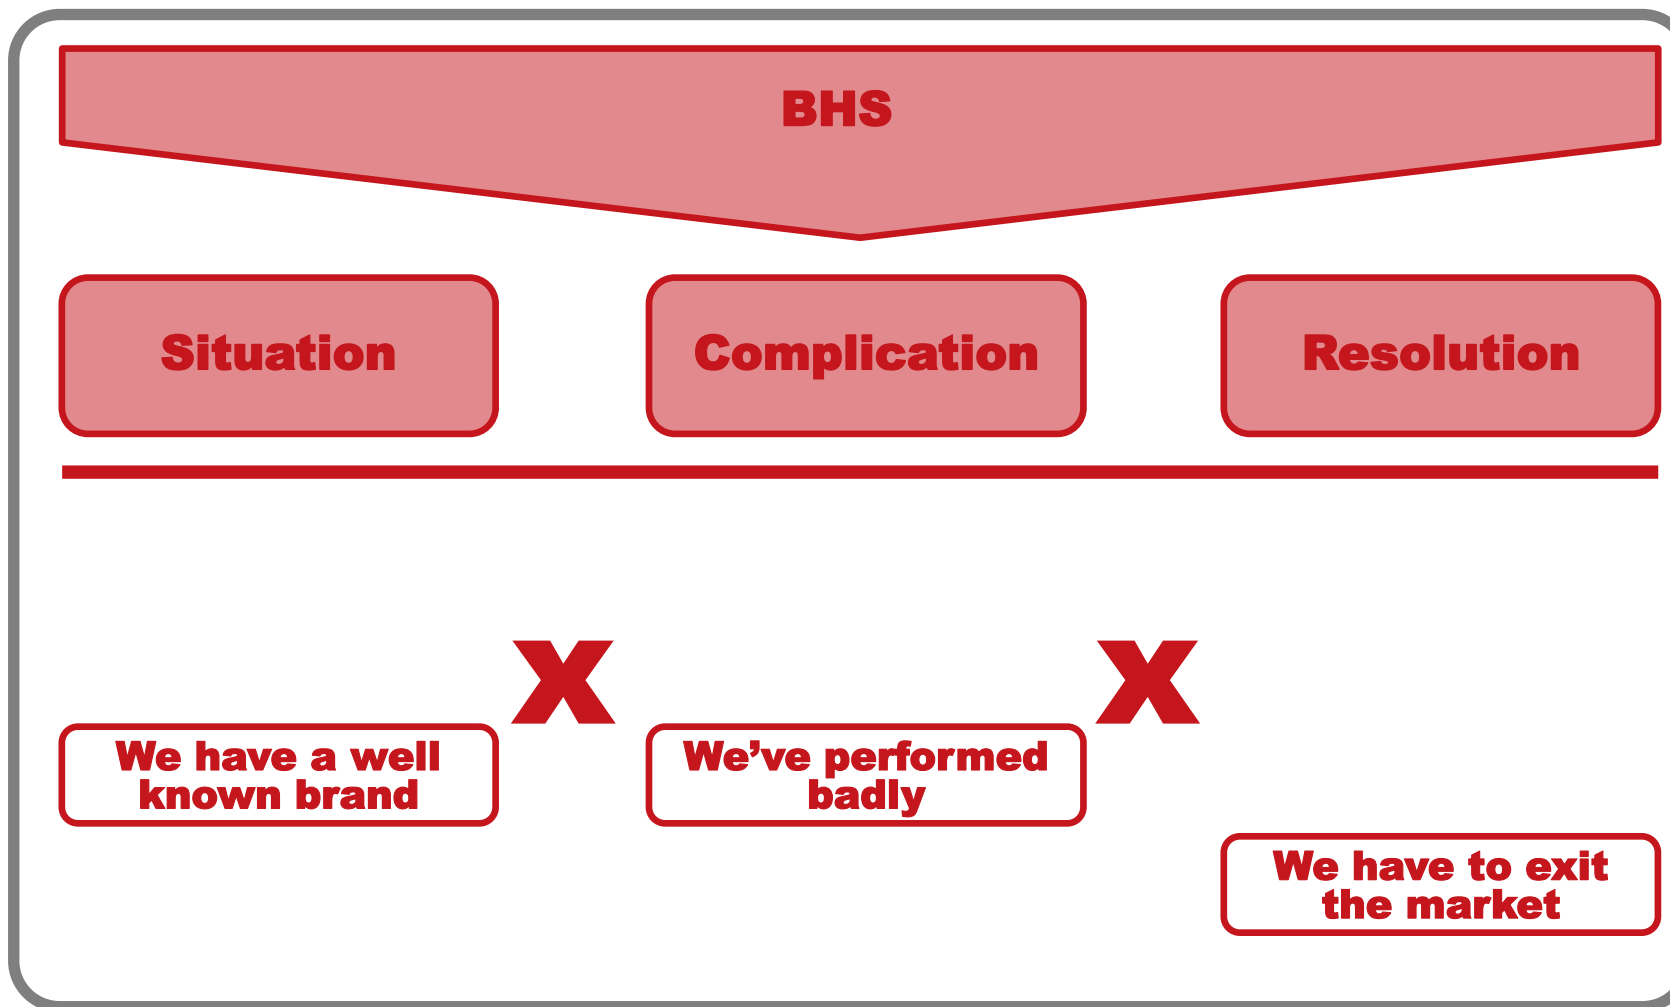 BHS
Situation
Complication
Resolution
X
X
We have a well
known brand
We’ve performed
badly
We have to exit
the market